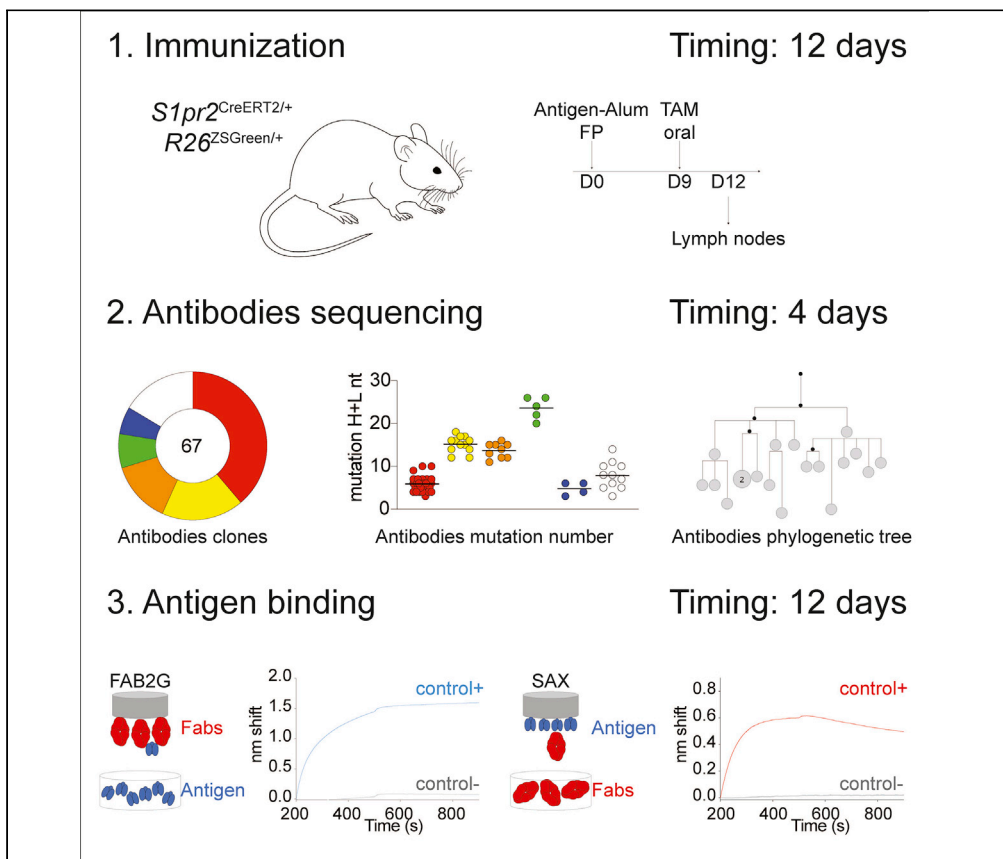 1. Immunization
Timing: 12 days
S1pr2CreERT2/+
R26ZSGreen/+
Antigen-Alum
FP
TAM
oral
D0
D9
D12
Lymph nodes
2. Antibodies sequencing
Timing: 4 days
67
Antibodies clones
mutation H+L nt
30
20
10
0
Antibodies mutation number
2
Antibodies phylogenetic tree
3. Antigen binding
Timing: 12 days
FAB2G
Fabs
Antigen
nm shift
2.0
1.5
1.0
0.5
0.0
control+
control-
200
400
600
800
Time (s)
SAX
Antigen
Fabs
nm shift
0.8
0.6
0.4
0.2
0.0
control+
control-
200
400
600
800
Time (s)